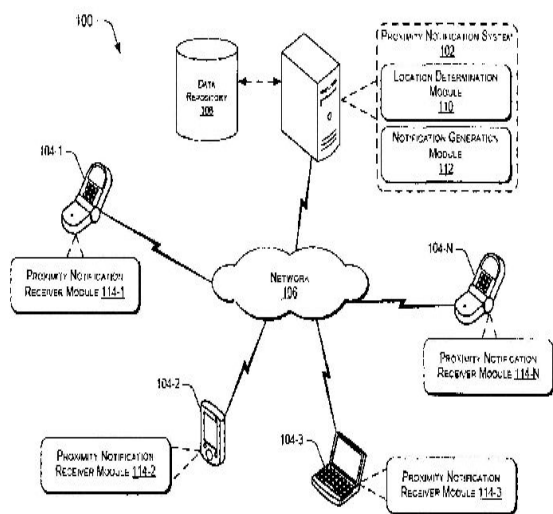 100
PROXIMITY NOTIFICATION SYSTEM
102
LOCATION DETERMINATION
MODULE
110
NOTIFICATION GENERATION
MODULE
112
DATA
REPOSITORY
108
104-1
PROXIMITY NOTIFICATION
RECEIVER MODULE 114-1
NETWORK
106
104-N
PROXIMITY NOTIFICATION
RECEIVER MODULE 114-N
104-2
PROXIMITY NOTIFICATION
RECEIVER MODULE 114-2
104-3
PROXIMITY NOTIFICATION
RECEIVER MODULE 114-3